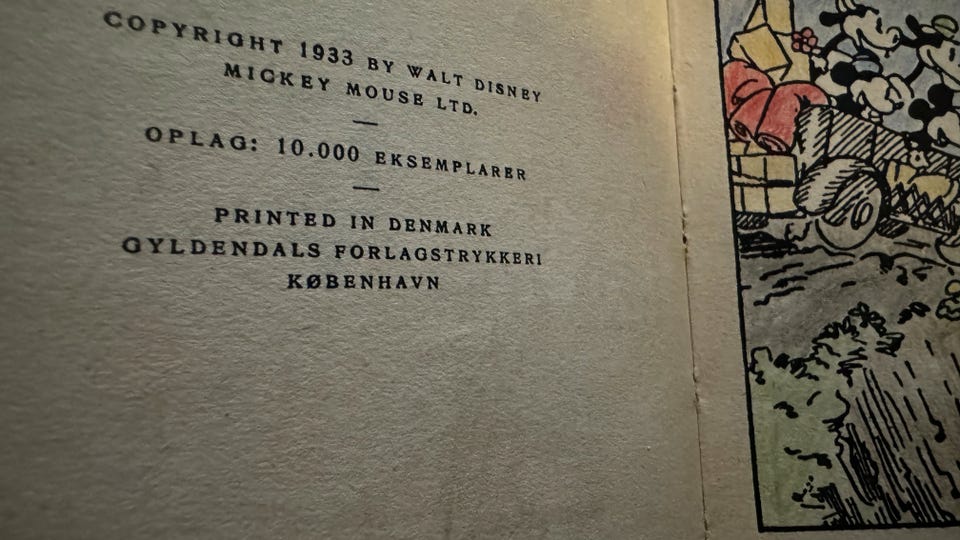 COPYRIGHT 1933 BY WALT DISNEY
MICKEY MOUSE LTD.
OPLAG: 10.000 EKSEMPLARER
PRINTED IN DENMARK
GYLDENDALS FORLAGSTRYKKERI
KØBENHAVN